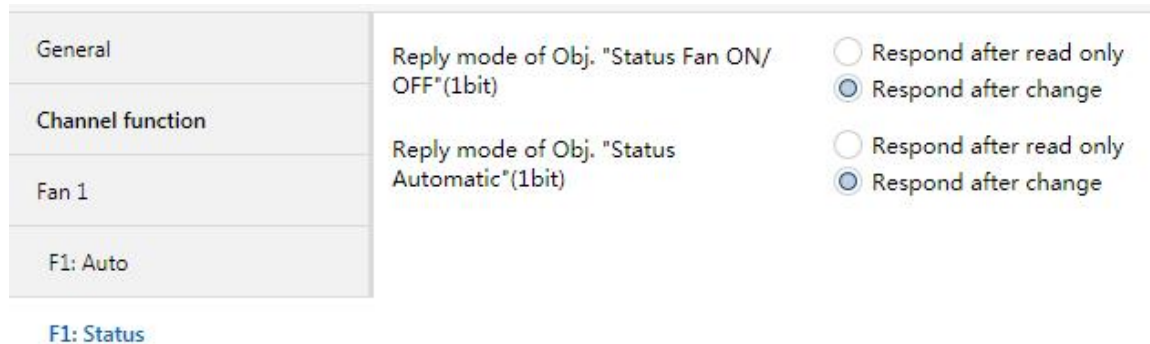 General
Channel function
Fan 1
F1: Auto
F1: Status
Reply mode of Obj. "Status Fan ON/
OFF"(1bit)
Respond after read only
Respond after change
Reply mode of Obj. "Status
Automatic"(1bit)
Respond after read only
Respond after change